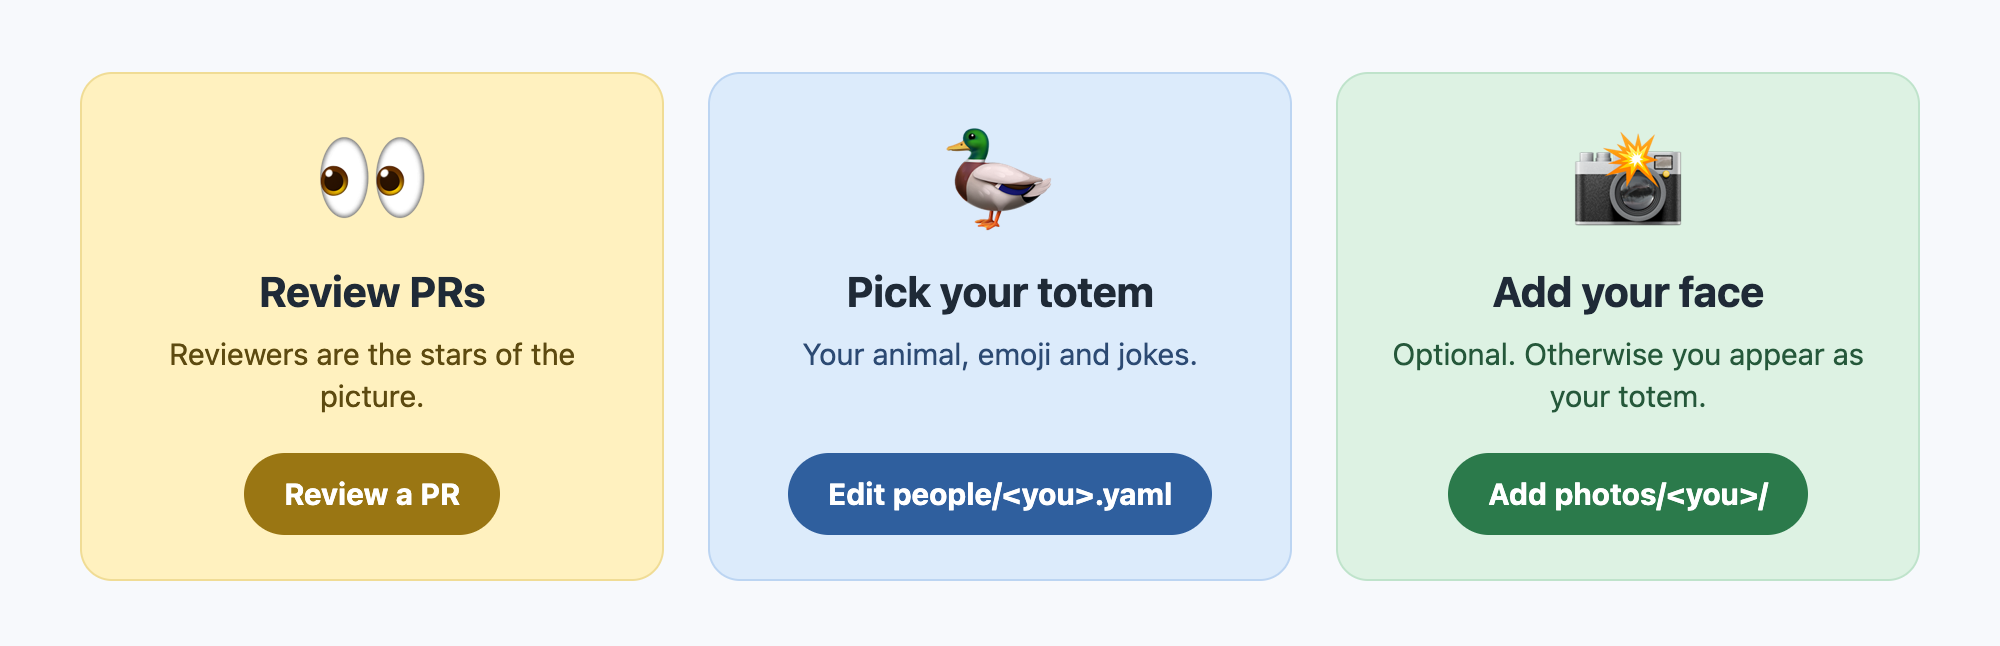 Review PRs
Reviewers are the stars of the
picture.
Review a PR
Pick your totem
Your animal, emoji and jokes.
Edit people/<you>.yaml
Add your face
Optional. Otherwise you appear as
your totem.
Add photos/<you>/